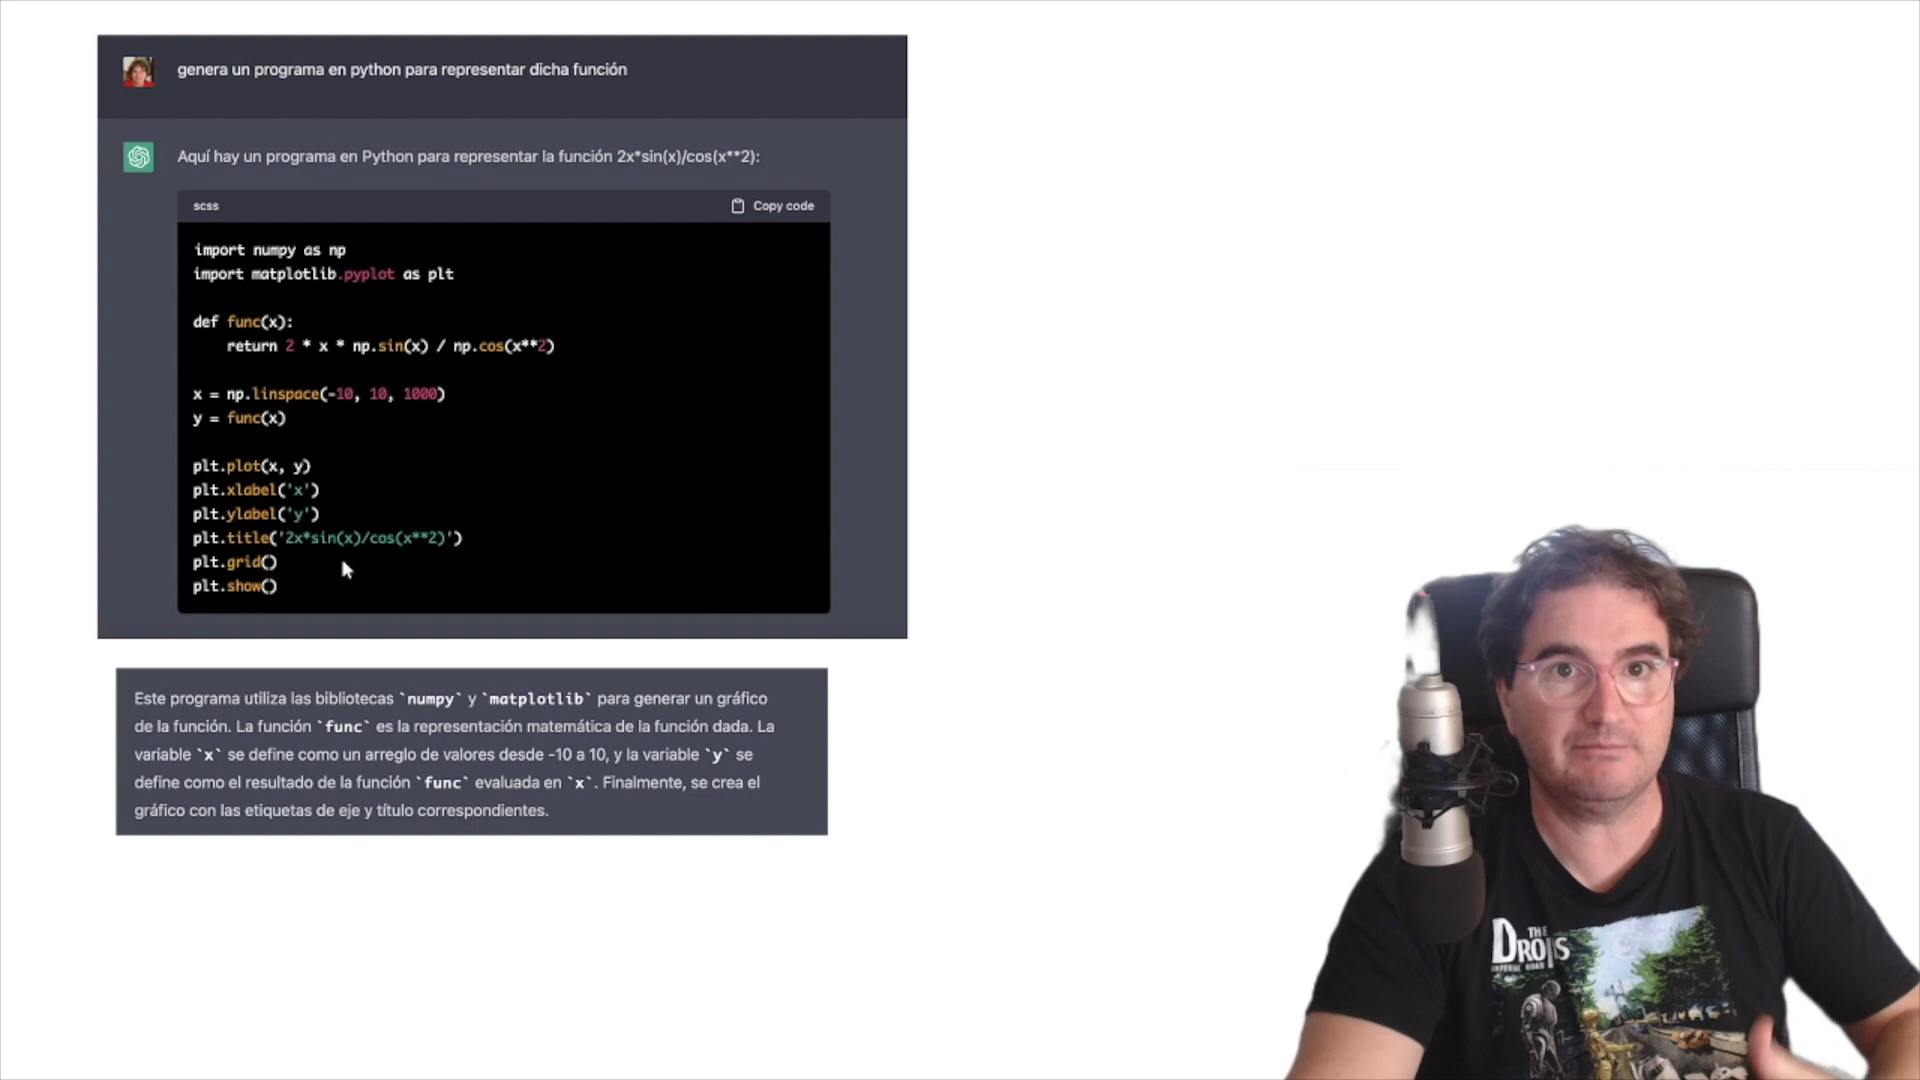 genera un programa en python para representar dicha función
Aquí hay un programa en Python para representar la función 2x*sin(x)/cos(x**2):
scss
Copy code
import numpy as np
import matplotlib.pyplot as plt
def func(x):
    return 2 * x * np.sin(x) / np.cos(x**2)
x = np.linspace(-10, 10, 1000)
y = func(x)
plt.plot(x, y)
plt.xlabel('x')
plt.ylabel('y')
plt.title('2x*sin(x)/cos(x**2)')
plt.grid()
plt.show()
Este programa utiliza las bibliotecas `numpy` y `matplotlib` para generar un gráfico
de la función. La función `func` es la representación matemática de la función dada. La
variable `x` se define como un arreglo de valores desde -10 a 10, y la variable `y` se
define como el resultado de la función `func` evaluada en `x`. Finalmente, se crea el
gráfico con las etiquetas de eje y título correspondientes.
THE